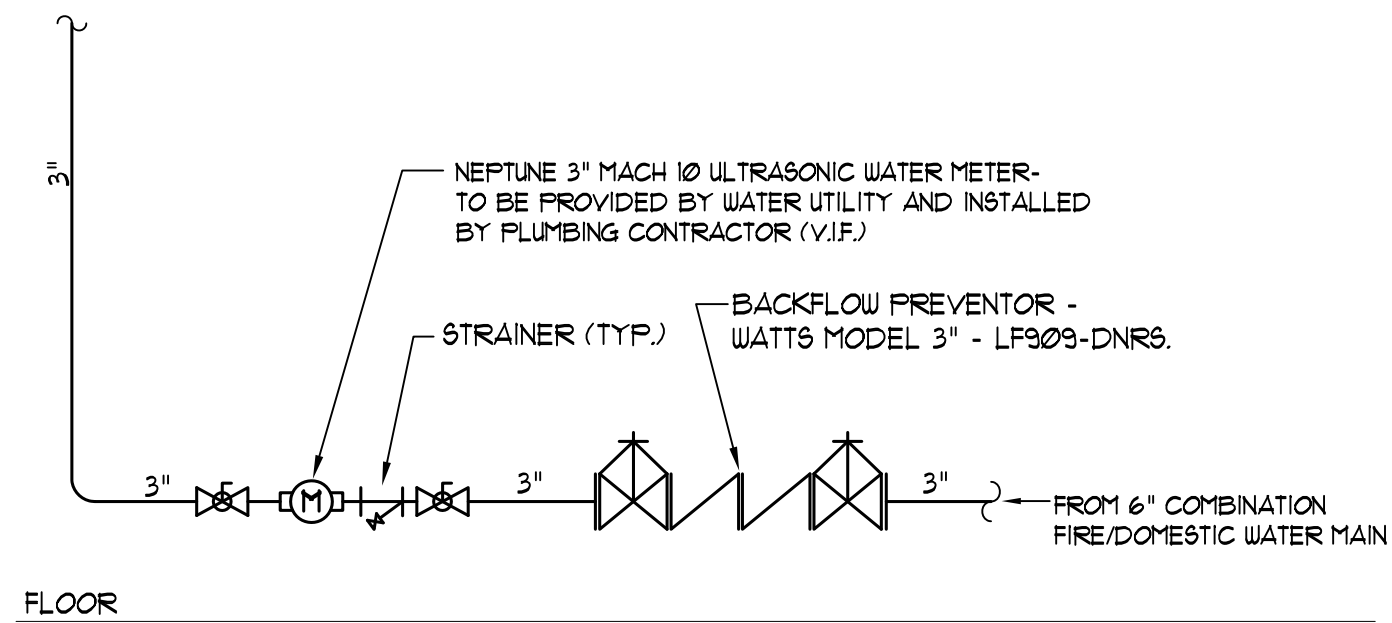 3"
NEPTUNE 3" MACH 10 ULTRASONIC WATER METER-
TO BE PROVIDED BY WATER UTILITY AND INSTALLED
BY PLUMBING CONTRACTOR (V.I.F.)
BACKFLOW PREVENTOR -
WATTS MODEL 3" - LF909-DNRS.
STRAINER (TYP.)
3"
M
3"
3"
FROM 6" COMBINATION
FIRE/DOMESTIC WATER MAIN
FLOOR